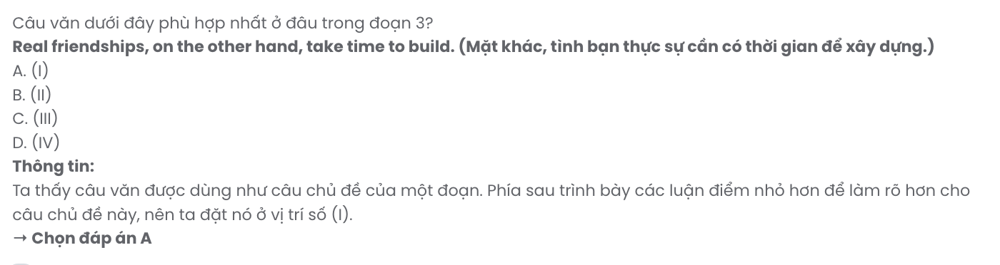 Câu văn dưới đây phù hợp nhất ở đâu trong đoạn 3?
Real friendships, on the other hand, take time to build. (Mặt khác, tình bạn thực sự cần có thời gian để xây dựng.)
A. (I)
B. (II)
C. (III)
D. (IV)
Thông tin:
Ta thấy câu văn được dùng như câu chủ đề của một đoạn. Phía sau trình bày các luận điểm nhỏ hơn để làm rõ hơn cho
câu chủ đề này, nên ta đặt nó ở vị trí số (I).
→ Chọn đáp án A